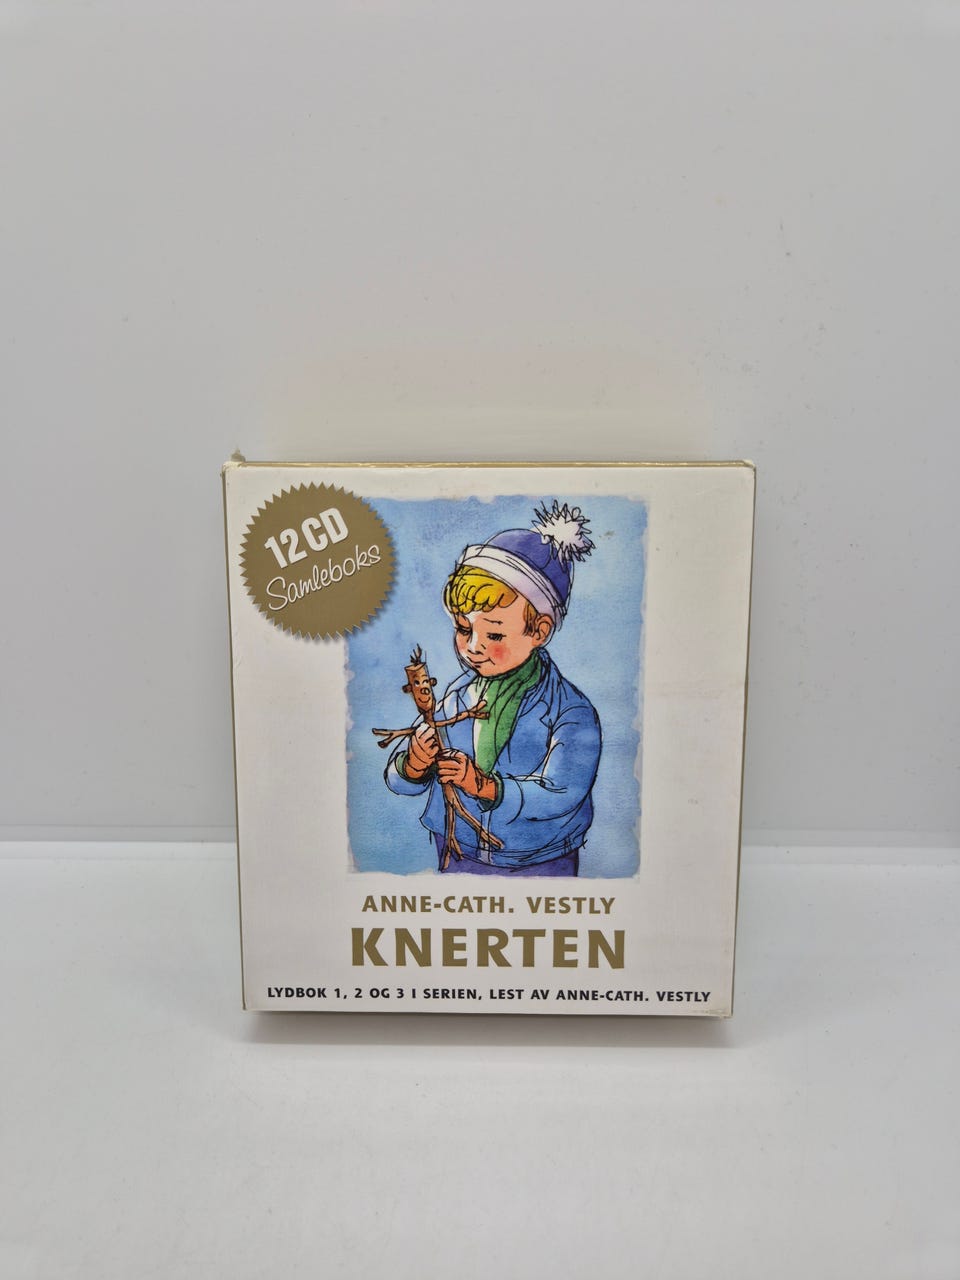 12 CD
Samleboks
ANNE-CATH. VESTLY
KNERTEN
LYDBOK 1, 2 OG 3 I SERIEN, LEST AV ANNE-CATH. VESTLY